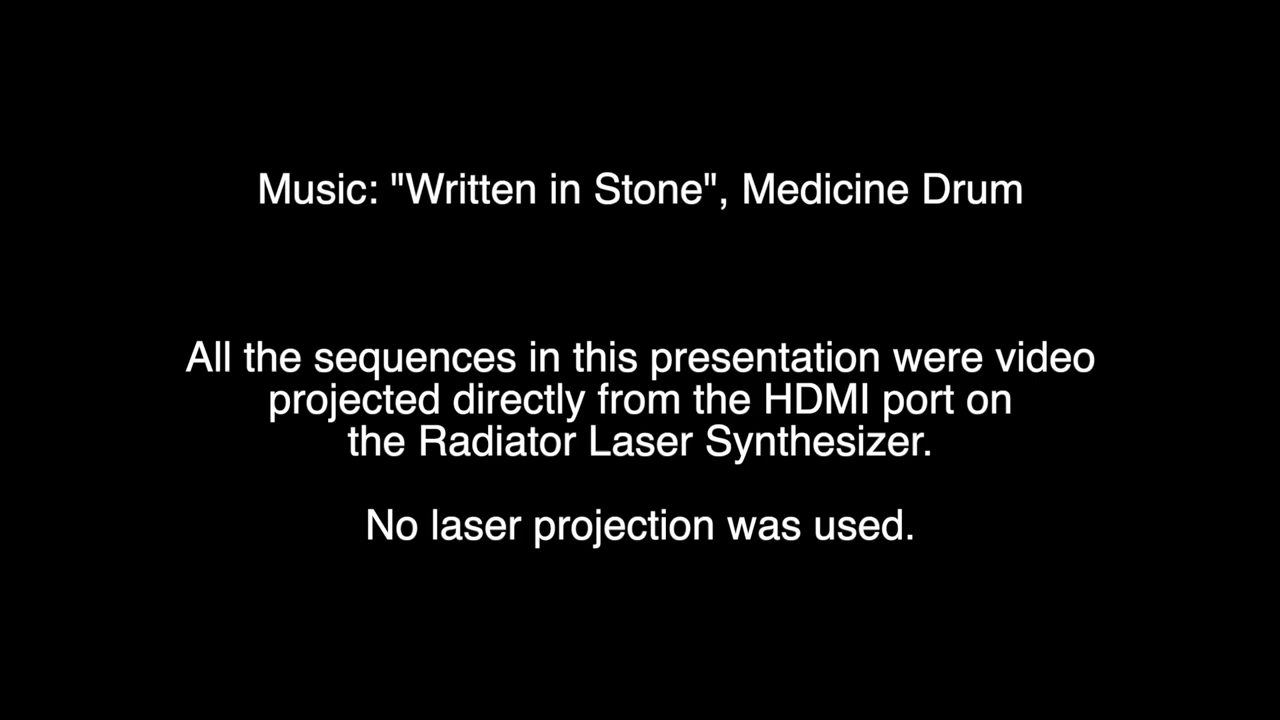 Music: "Written in Stone", Medicine Drum
All the sequences in this presentation were video
projected directly from the HDMI port on
the Radiator Laser Synthesizer.
No laser projection was used.